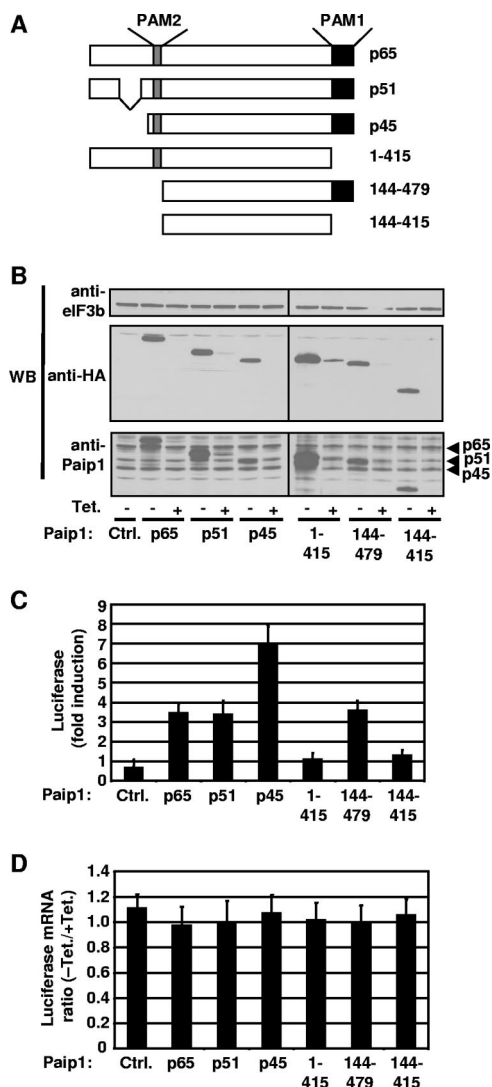 A
PAM2 PAM1
p65
p51
p45
1-415
144-479
144-415
B
anti-
eIF3b
WB
anti-HA
anti-
Paip1
p65
p51
p45
Tet. - - + - + - + - + - + - +
Paip1: Ctrl. p65 p51 p45 1- 144- 144-
415 479 415
C
Luciferase
(fold induction)
9
8
7
6
5
4
3
2
1
0
Paip1: Ctrl. p65 p51 p45 1- 144- 144-
415 479 415
D
Luciferase mRNA
ratio (–Tet./+Tet.)
1.4
1.2
1.0
0.8
0.6
0.4
0.2
0
Paip1: Ctrl. p65 p51 p45 1- 144- 144-
415 479 415